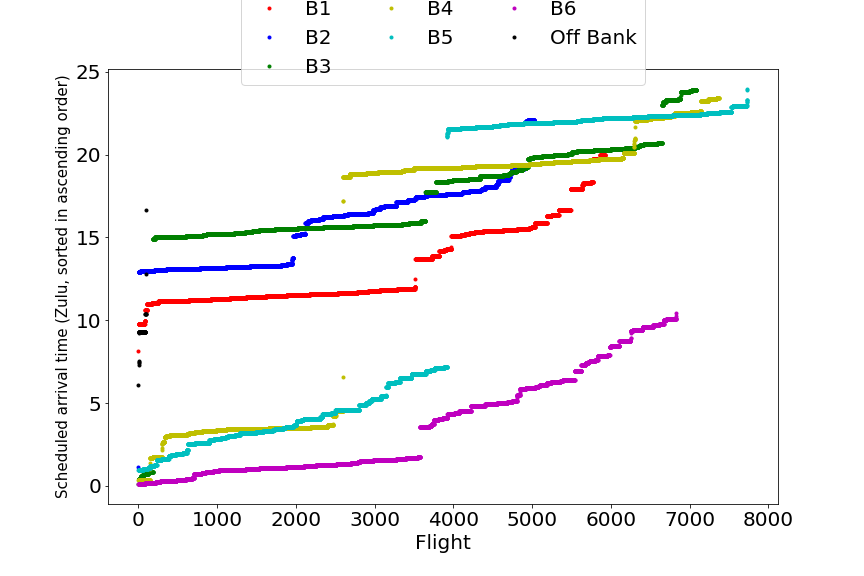 B1 B4 B6
B2 B5 Off Bank
B3
Scheduled arrival time (Zulu, sorted in ascending order)
25
20
15
10
5
0
0 1000 2000 3000 4000 5000 6000 7000 8000
Flight